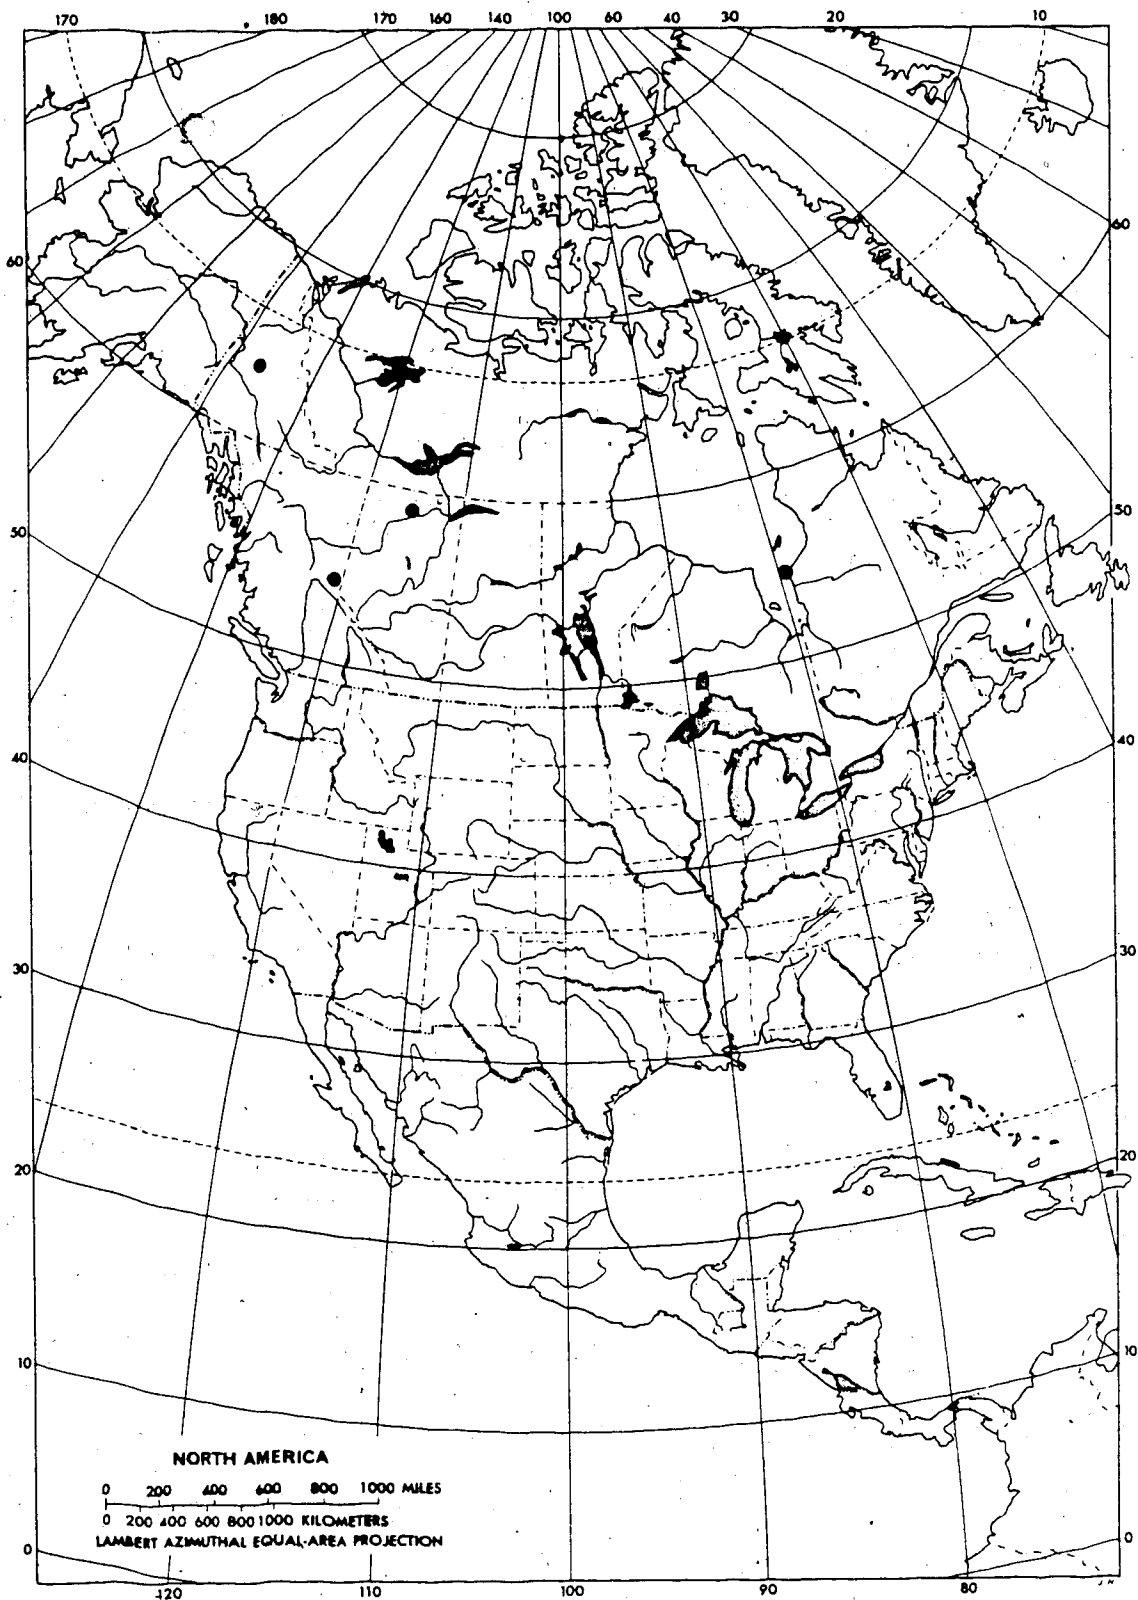 170 180 170 160 140 100 60 40 30 20 10
60 60
50 50
40 40
30 30
20 20
10 10
NORTH AMERICA
0 200 400 600 800 1000 MILES
0 200 400 600 800 1000 KILOMETERS
LAMBERT AZIMUTHAL EQUAL-AREA PROJECTION
0 0
120 110 100 90 80